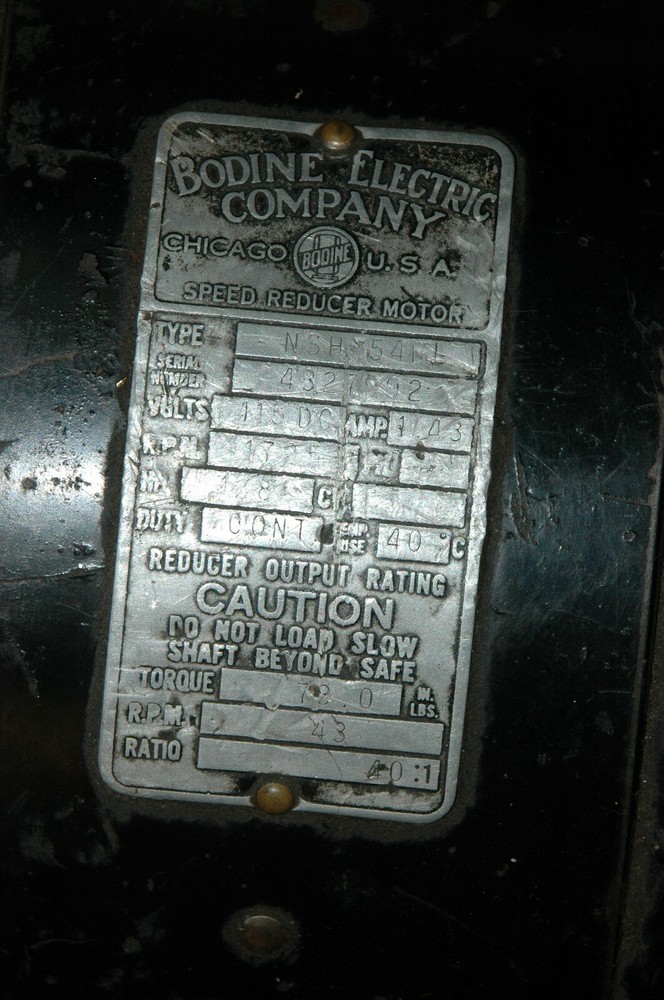 BODINE ELECTRIC
COMPANY
CHICAGO BODINE U. S. A.
SPEED REDUCER MOTOR
TYPE
SERIAL
NUMBER
VOLTS 115 DC AMP. 1.43
R.P.M. 1725
DUTY CONT TEMP. RISE 40 °C
REDUCER OUTPUT RATING
CAUTION
DO NOT LOAD SLOW
SHAFT BEYOND SAFE
TORQUE IN. LBS.
R.P.M. 43
RATIO 40 :1